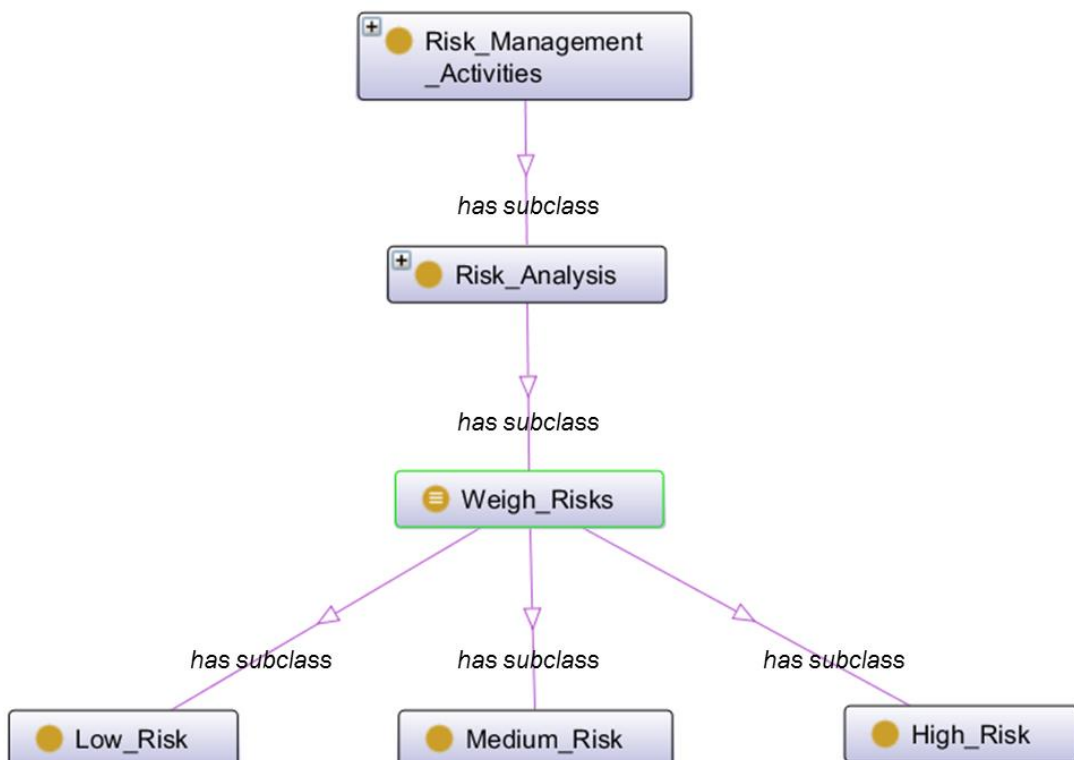 Risk_Management
_Activities
has subclass
Risk_Analysis
has subclass
Weigh_Risks
has subclass
has subclass
has subclass
Low_Risk
Medium_Risk
High_Risk